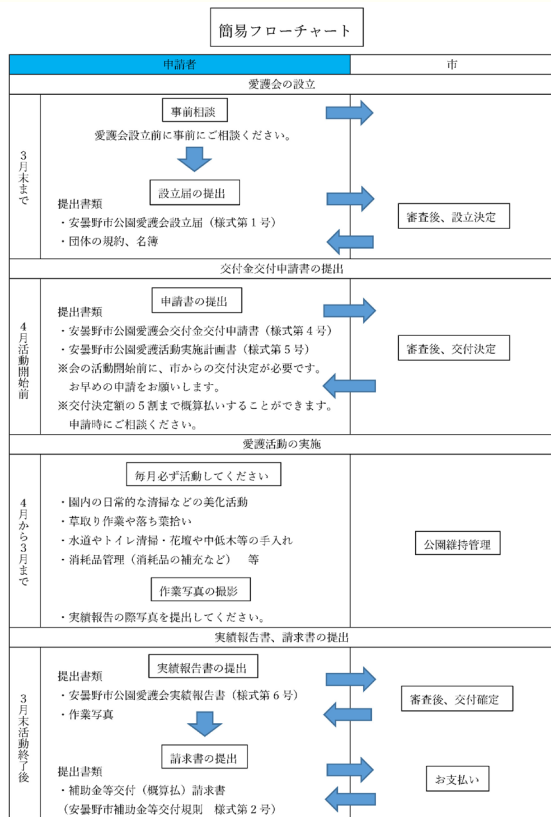 簡易フローチャート
申請者
市
愛護会の設立
3月末まで
事前相談
愛護会設立前に事前にご相談ください。
設立届の提出
提出書類
・安曇野市公園愛護会設立届（様式第１号）
・団体の規約、名簿
審査後、設立決定
交付金交付申請書の提出
4月活動開始前
申請書の提出
提出書類
・安曇野市公園愛護会交付金交付申請書（様式第４号）
・安曇野市公園愛護活動実施計画書（様式第５号）
※会の活動開始前に、市からの交付決定が必要です。
お早めの申請をお願いします。
※交付決定額の５割まで概算払いすることができます。
申請時にご相談ください。
審査後、交付決定
愛護活動の実施
4月から3月まで
毎月必ず活動してください
・園内の日常的な清掃などの美化活動
・草取り作業や落ち葉拾い
・水道やトイレ清掃・花壇や中低木等の手入れ
・消耗品管理（消耗品の補充など）　等
作業写真の撮影
・実績報告の際写真を提出してください。
公園維持管理
実績報告書、請求書の提出
3月末活動終了後
実績報告書の提出
提出書類
・安曇野市公園愛護会実績報告書（様式第６号）
・作業写真
審査後、交付確定
請求書の提出
提出書類
・補助金等交付（概算払）請求書
（安曇野市補助金等交付規則　様式第２号）
お支払い